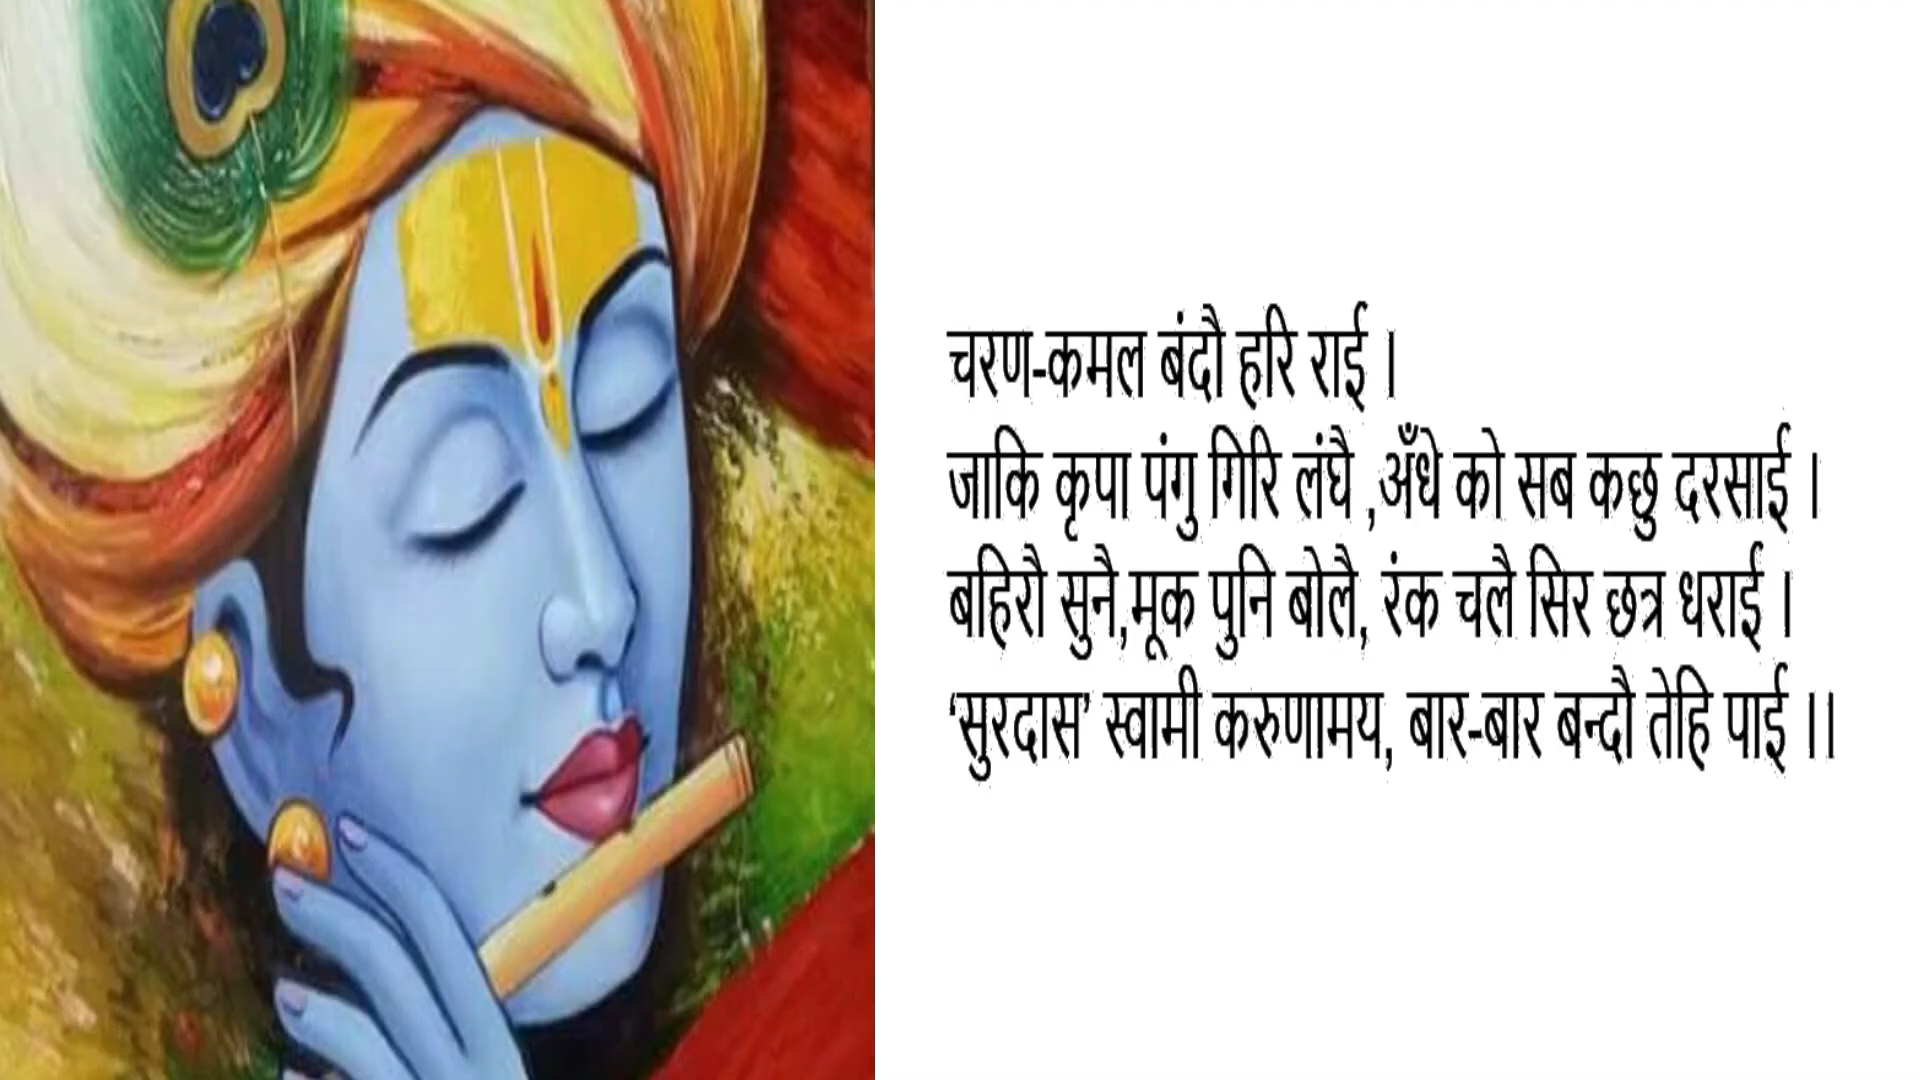 चरण-कमल बंदौ हरि राई ।
जाकि कृपा पंगु गिरि लंघै ,अँधे को सब कछु दरसाई ।
बहिरौ सुनै,मूक पुनि बोलै, रंक चलै सिर छत्र धराई ।
‘सुरदास’ स्वामी करुणामय, बार-बार बन्दौ तेहि पाई ।।